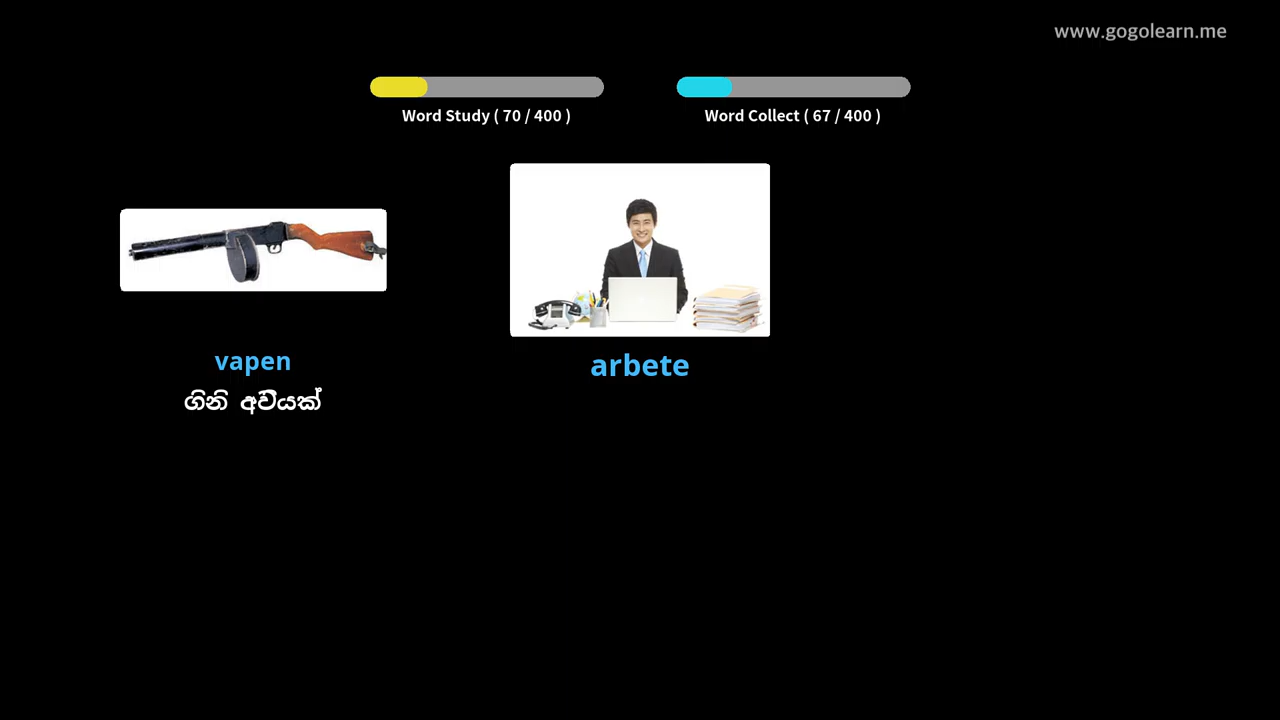 www.gogolearn.me
Word Study ( 70 / 400 )
Word Collect ( 67 / 400 )
vapen
ගිනි අවියක්
arbete